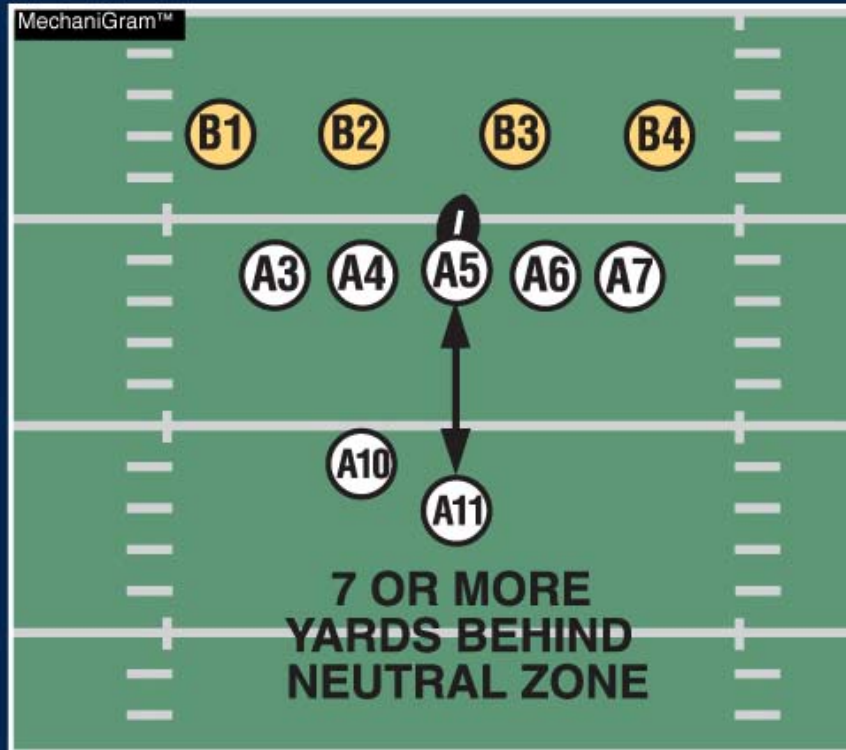 MechaniGram™
B1 B2 B3 B4
A3 A4 A5 A6 A7
A10
A11
7 OR MORE
YARDS BEHIND
NEUTRAL ZONE